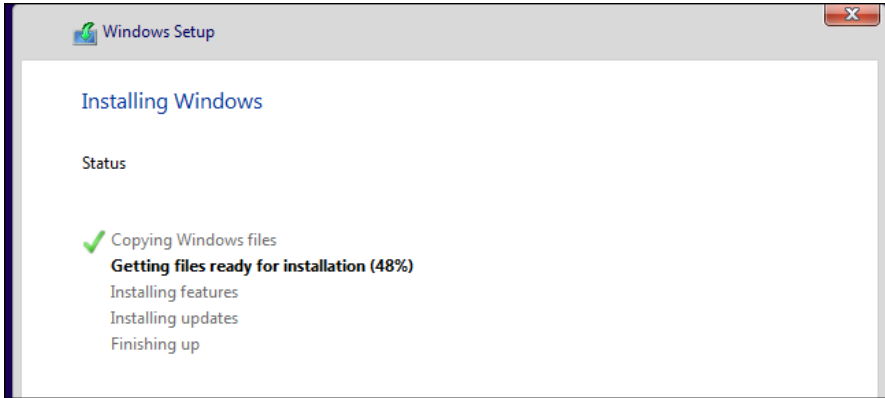 Windows Setup
Installing Windows
Status
Copying Windows files
Getting files ready for installation (48%)
Installing features
Installing updates
Finishing up